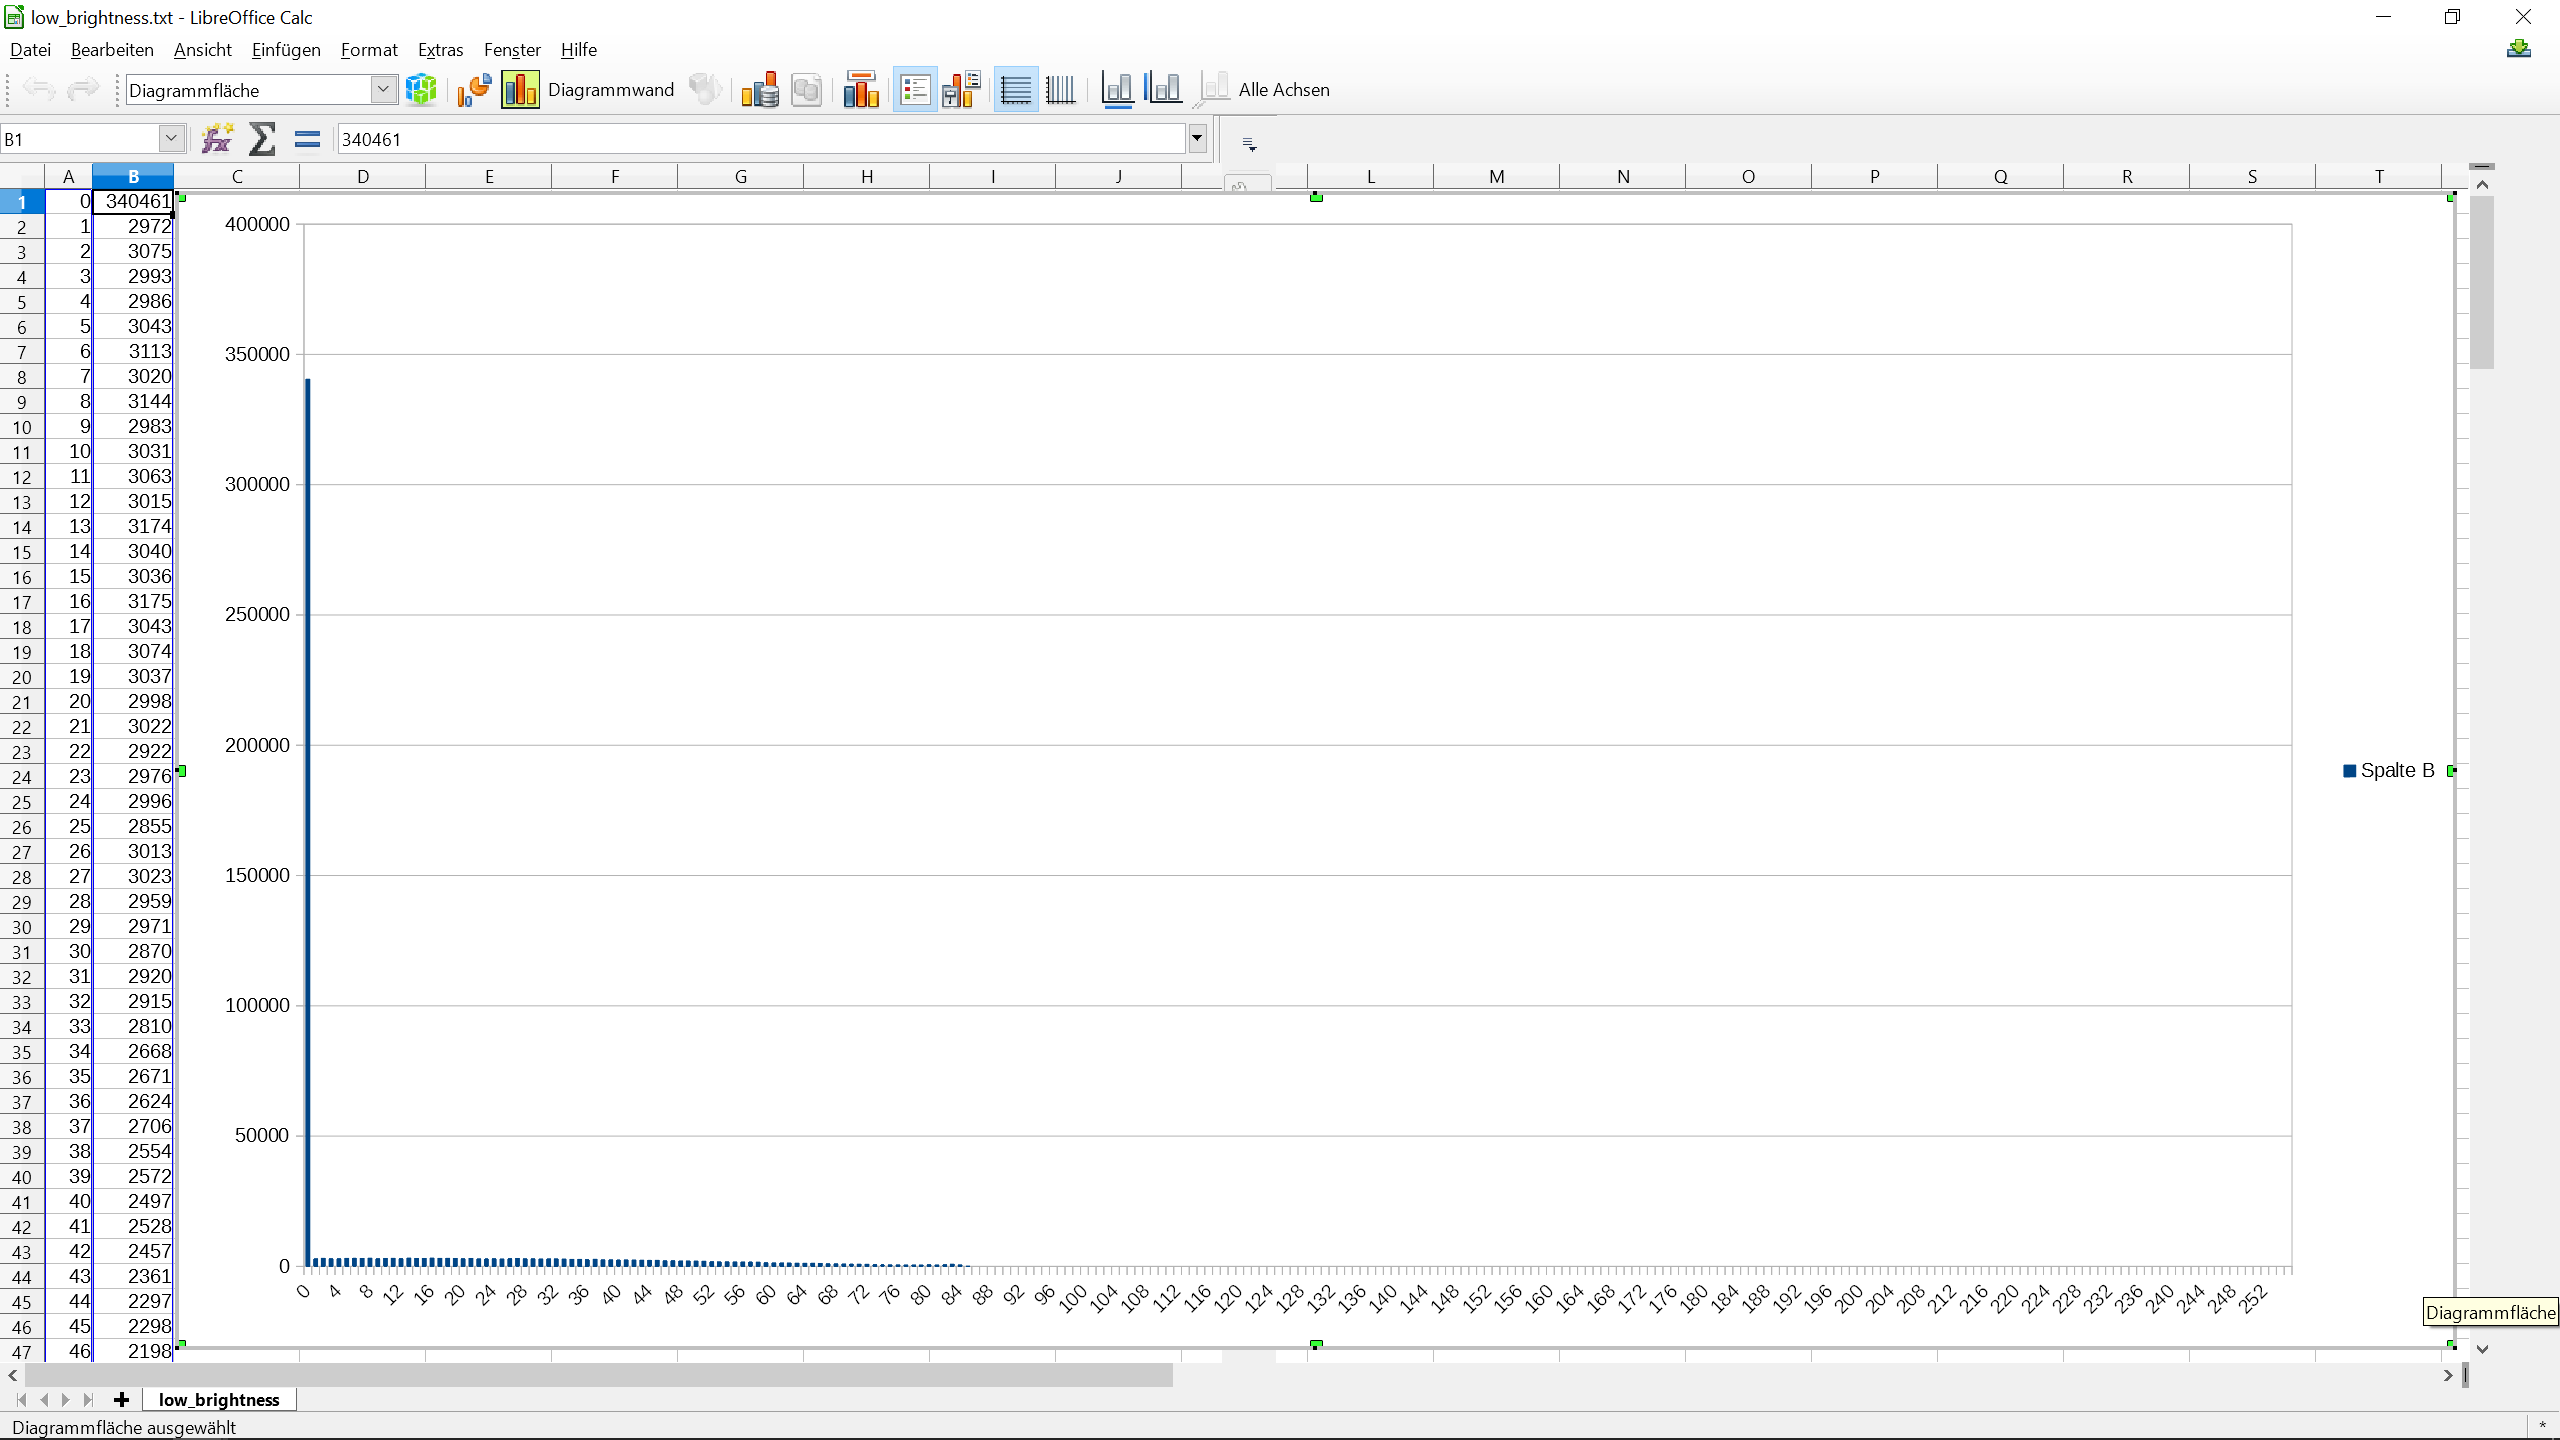 low_brightness.txt - LibreOffice Calc
Datei Bearbeiten Ansicht Einfügen Format Extras Fenster Hilfe
Diagrammfläche Diagrammwand Alle Achsen
B1 340461
A B C D E F G H I J L M N O P Q R S T
1 0 340461
2 1 2972
3 2 3075
4 3 2993
5 4 2986
6 5 3043
7 6 3113
8 7 3020
9 8 3144
10 9 2983
11 10 3031
12 11 3063
13 12 3015
14 13 3174
15 14 3040
16 15 3036
17 16 3175
18 17 3043
19 18 3074
20 19 3037
21 20 2998
22 21 3022
23 22 2922
24 23 2976
25 24 2996
26 25 2855
27 26 3013
28 27 3023
29 28 2959
30 29 2971
31 30 2870
32 31 2920
33 32 2915
34 33 2810
35 34 2668
36 35 2671
37 36 2624
38 37 2706
39 38 2554
40 39 2572
41 40 2497
42 41 2528
43 42 2457
44 43 2361
45 44 2297
46 45 2298
47 46 2198
400000
350000
300000
250000
200000
150000
100000
50000
0
0 4 8 12 16 20 24 28 32 36 40 44 48 52 56 60 64 68 72 76 80 84 88 92 96 100 104 108 112 116 120 124 128 132 136 140 144 148 152 156 160 164 168 172 176 180 184 188 192 196 200 204 208 212 216 220 224 228 232 236 240 244 248 252
Spalte B
Diagrammfläche
low_brightness
Diagrammfläche ausgewählt *